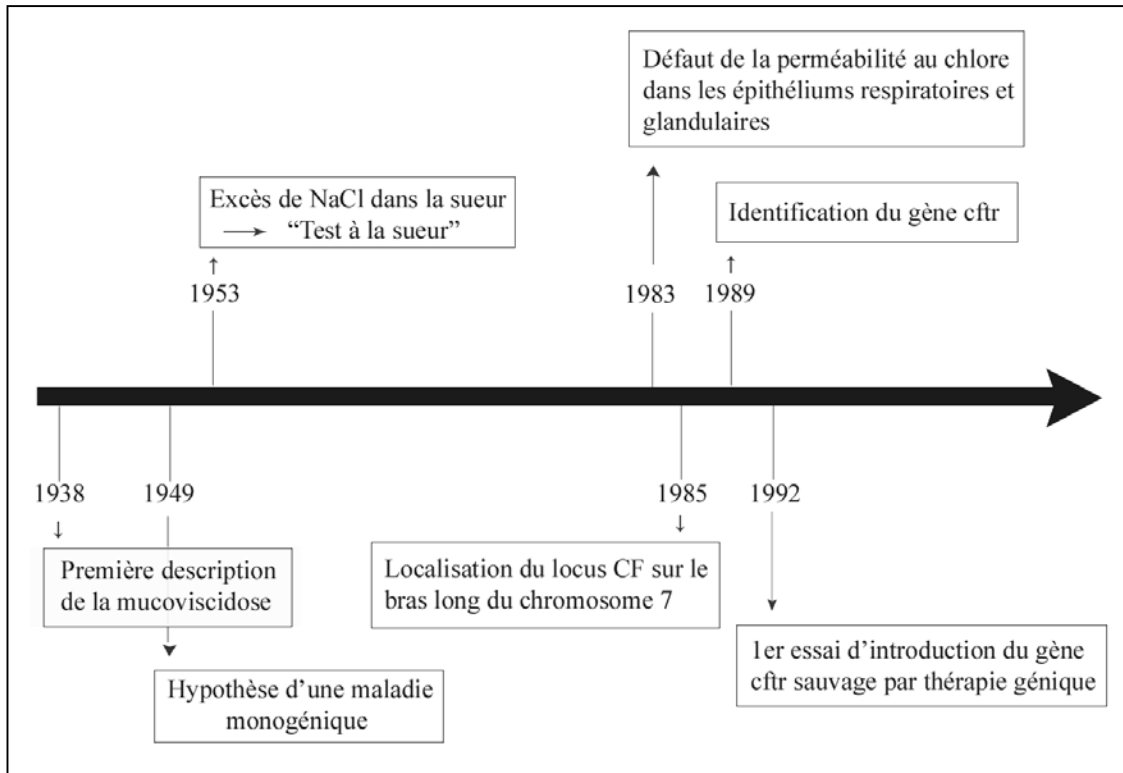 Défaut de la perméabilité au chlore
dans les épithéliums respiratoires et
glandulaires
Excès de NaCl dans la sueur
→ “Test à la sueur”
Identification du gène cftr
↑
1953
1983
↑
1989
1938
↓
1949
1985
↓
1992
Première description
de la mucoviscidose
Localisation du locus CF sur le
bras long du chromosome 7
Hypothèse d’une maladie
monogénique
1er essai d’introduction du gène
cftr sauvage par thérapie génique